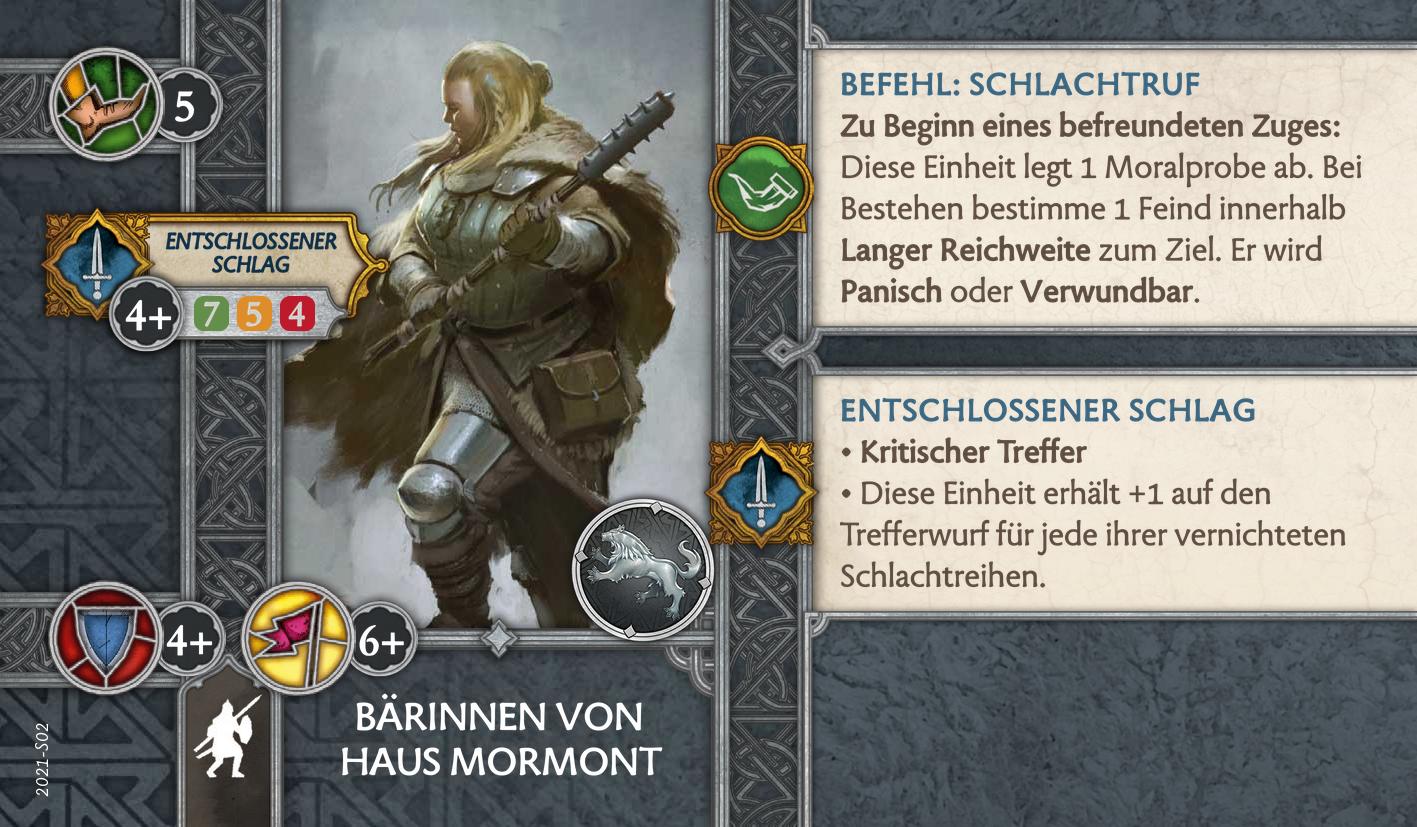 5
ENTSCHLOSSENER
SCHLAG
4+ 7 5 4
4+ 6+
BÄRINNEN VON
HAUS MORMONT
2021-S02
BEFEHL: SCHLACHTRUF
Zu Beginn eines befreundeten Zuges:
Diese Einheit legt 1 Moralprobe ab. Bei
Bestehen bestimme 1 Feind innerhalb
Langer Reichweite zum Ziel. Er wird
Panisch oder Verwundbar.
ENTSCHLOSSENER SCHLAG
• Kritischer Treffer
• Diese Einheit erhält +1 auf den
Trefferwurf für jede ihrer vernichteten
Schlachtreihen.